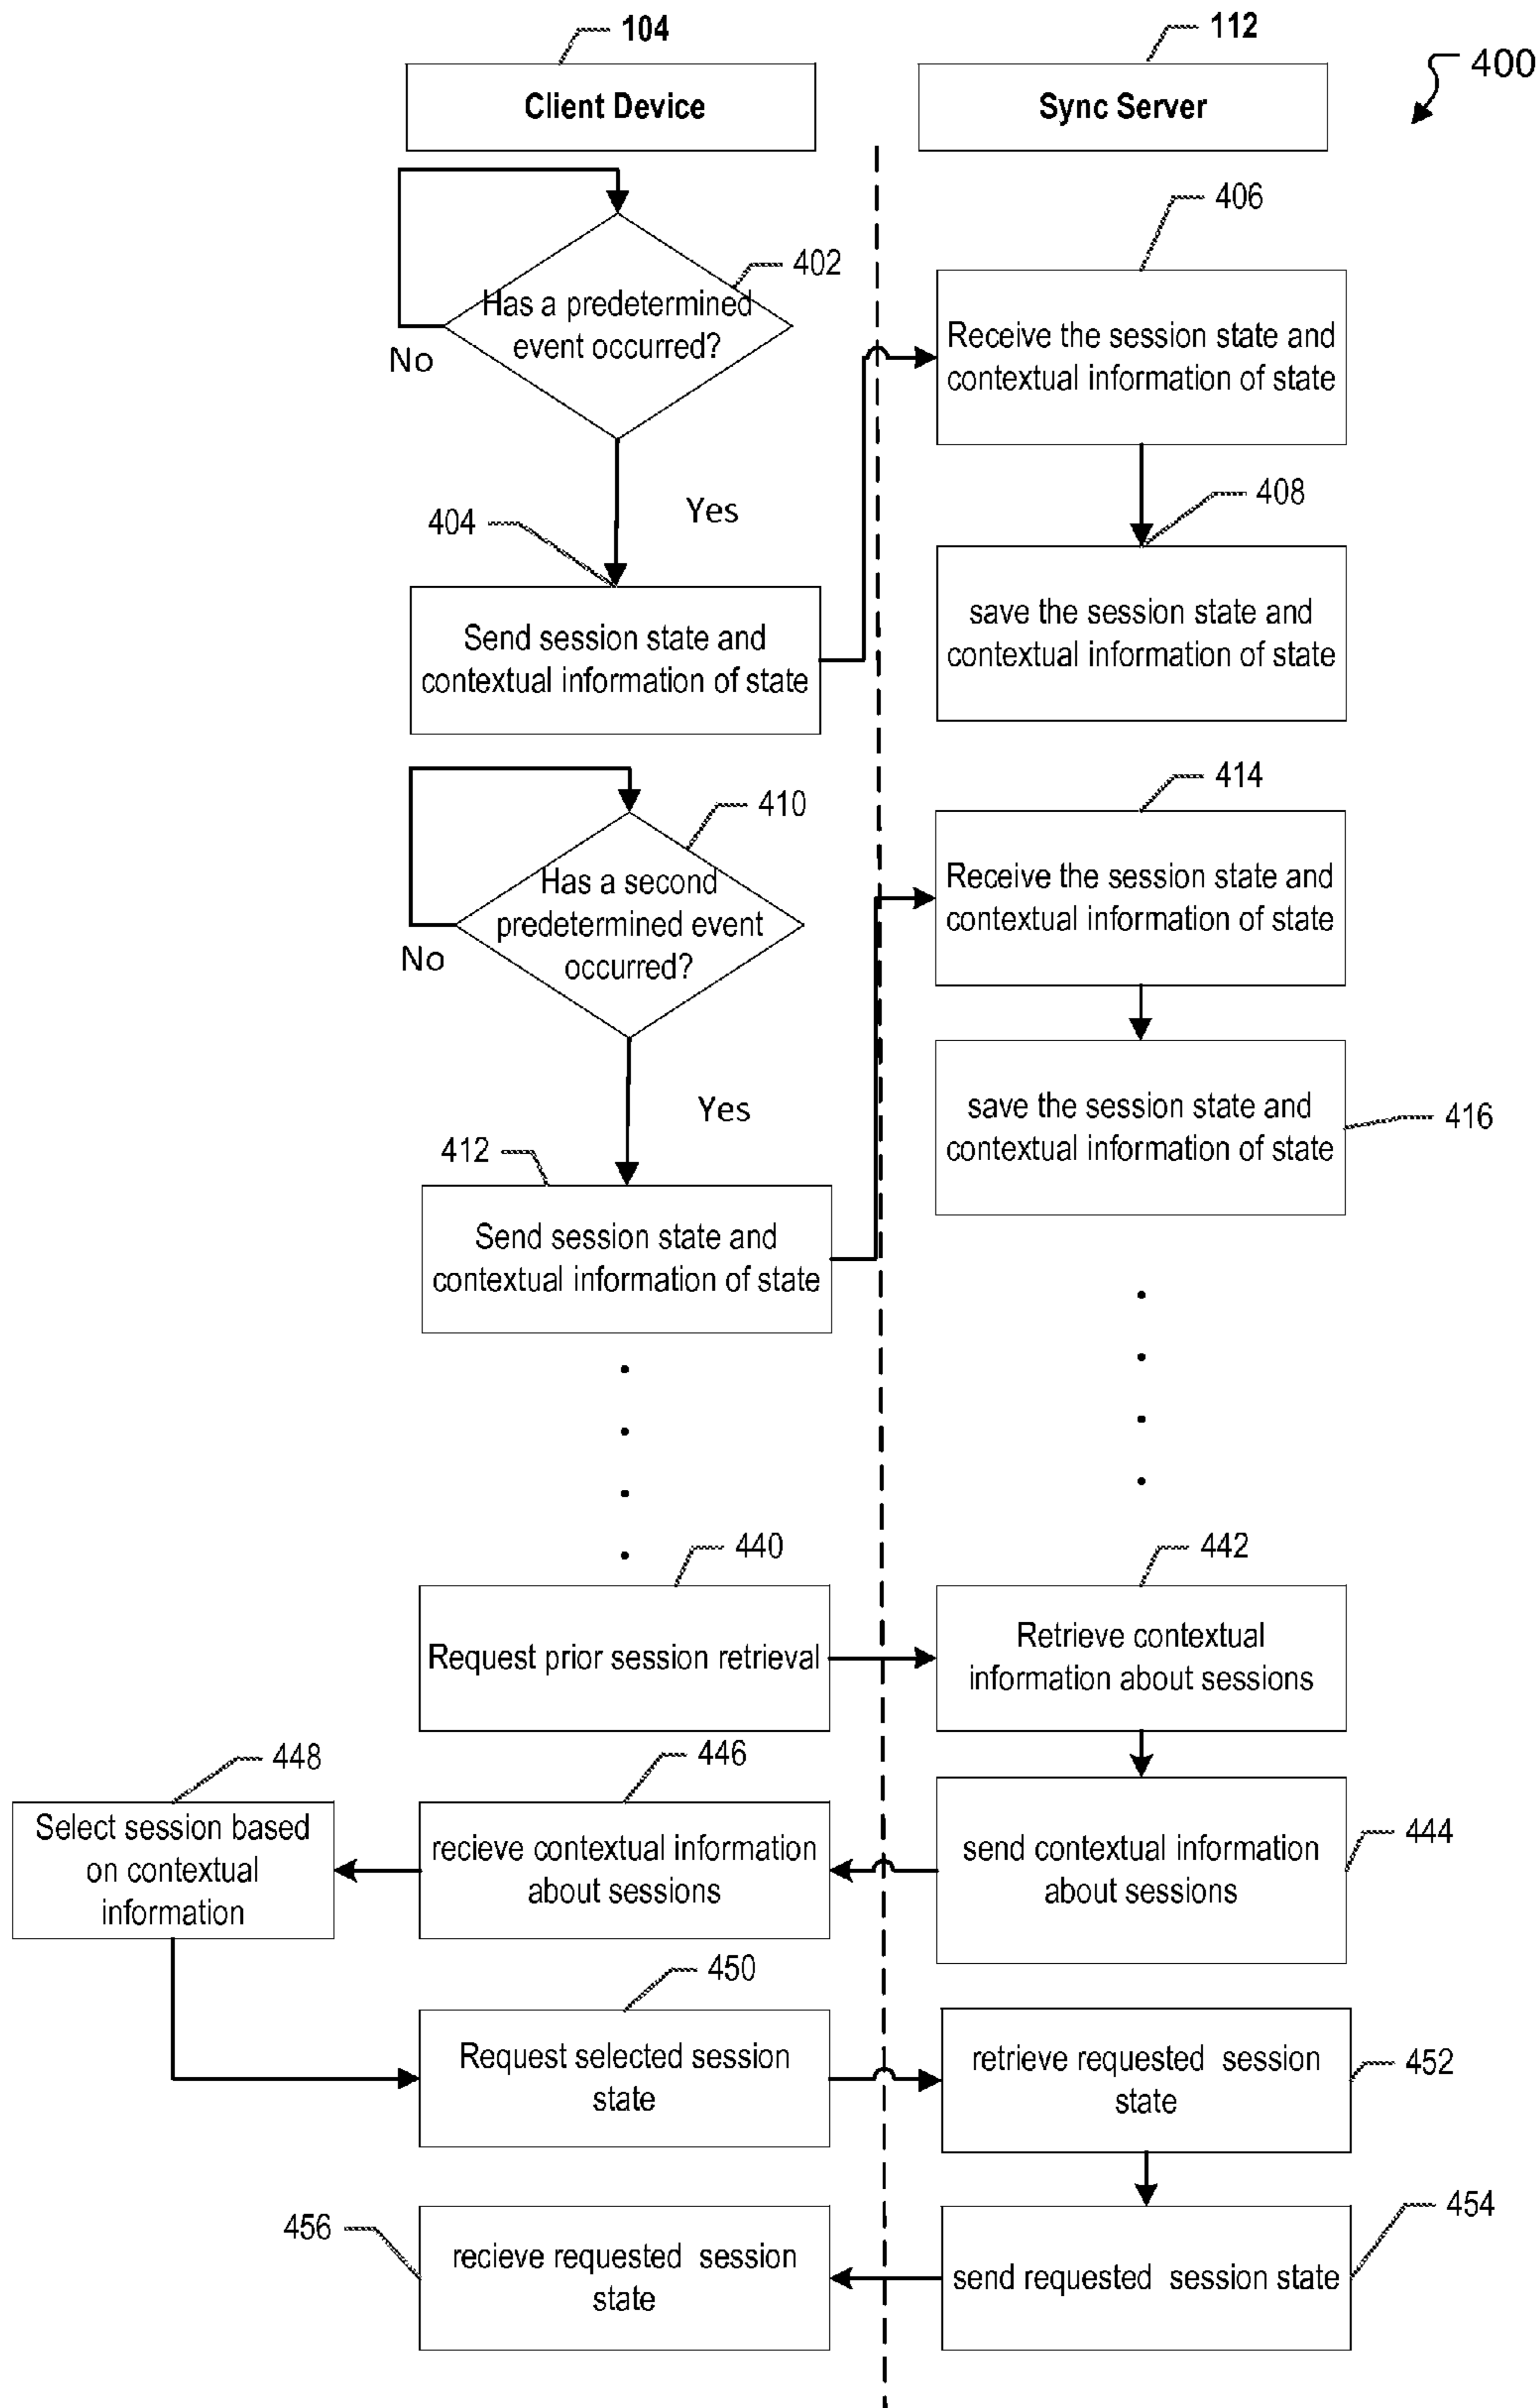 104
112
400
Client Device
Sync Server
406
402
Has a predetermined
event occurred?
No
Receive the session state and
contextual information of state
Yes
404
408
Send session state and
contextual information of state
save the session state and
contextual information of state
414
410
Has a second
predetermined event
occurred?
No
Receive the session state and
contextual information of state
Yes
412
save the session state and
contextual information of state
416
Send session state and
contextual information of state
440
442
Request prior session retrieval
Retrieve contextual
information about sessions
448
446
Select session based
on contextual
information
recieve contextual information
about sessions
send contextual information
about sessions
444
450
Request selected session
state
retrieve requested session
state
452
456
recieve requested session
state
send requested session state
454